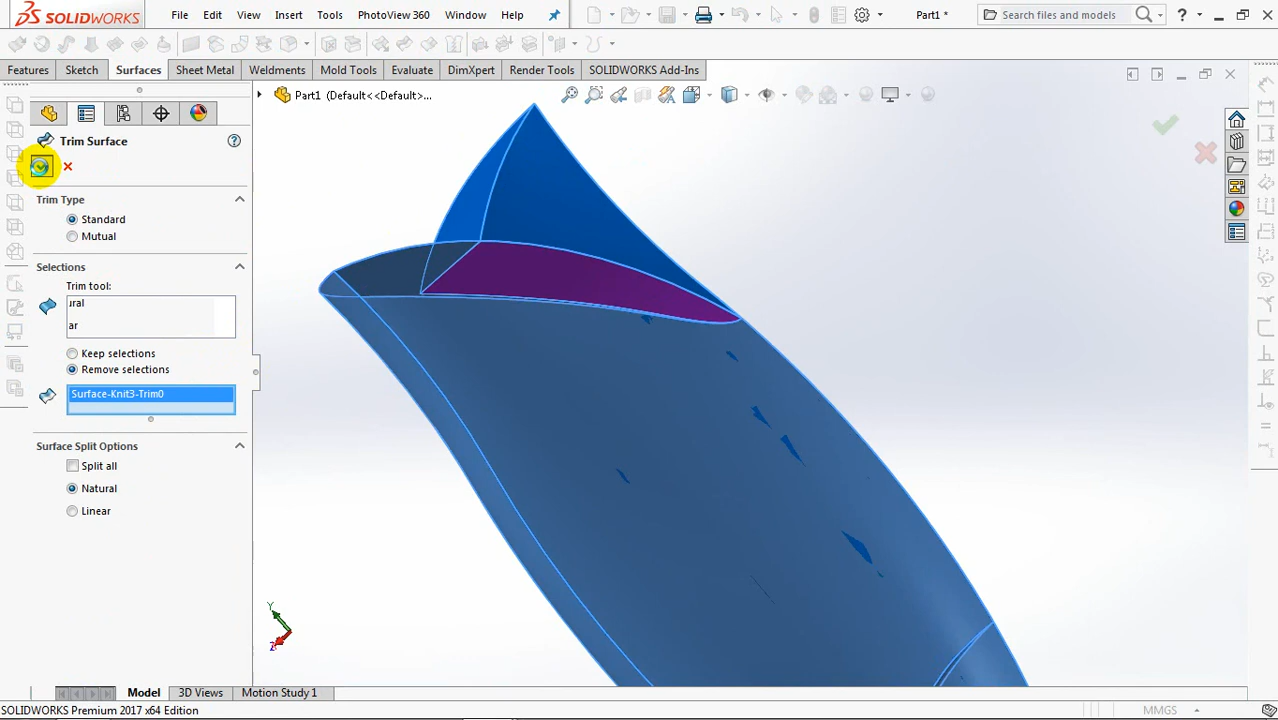 SOLIDWORKS File Edit View Insert Tools PhotoView 360 Window Help Part1 * Search files and models ?
Features Sketch Surfaces Sheet Metal Weldments Mold Tools Evaluate DimXpert Render Tools SOLIDWORKS Add-Ins
Part1 (Default<<Default>...
Trim Surface ?
Trim Type
Standard
Mutual
Selections
Trim tool:
ural
ar
Keep selections
Remove selections
Surface-Knit3-Trim0
Surface Split Options
Split all
Natural
Linear
Y
Z
Model 3D Views Motion Study 1
SOLIDWORKS Premium 2017 x64 Edition MMGS